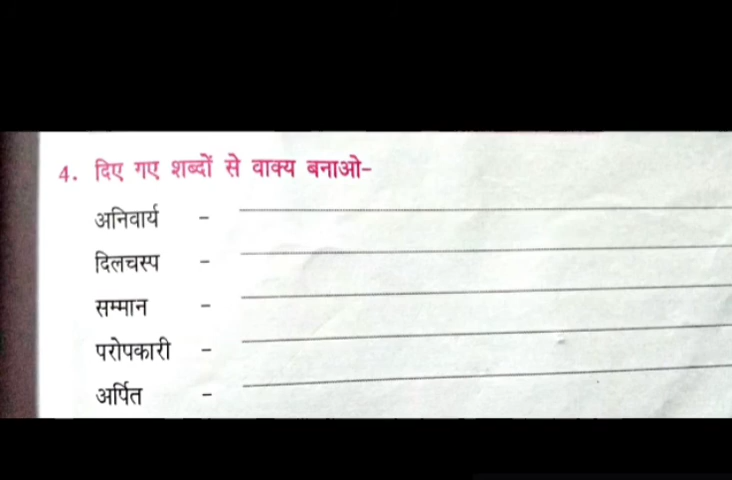 4. दिए गए शब्दों से वाक्य बनाओ-
अनिवार्य -
दिलचस्प -
सम्मान -
परोपकारी -
अर्पित -